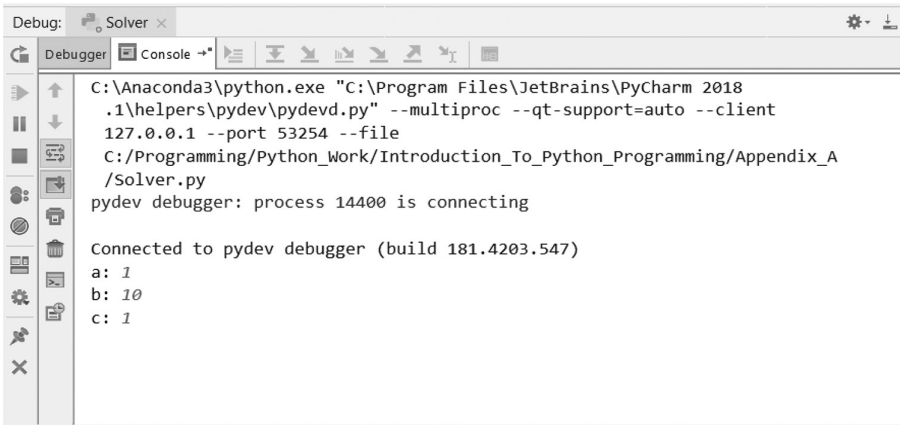 Debug: Solver ×
Debugger Console
C:\Anaconda3\python.exe "C:\Program Files\JetBrains\PyCharm 2018
.1\helpers\pydev\pydevd.py" --multiproc --qt-support=auto --client
127.0.0.1 --port 53254 --file
C:/Programming/Python_Work/Introduction_To_Python_Programming/Appendix_A
/Solver.py
pydev debugger: process 14400 is connecting
Connected to pydev debugger (build 181.4203.547)
a: 1
b: 10
c: 1